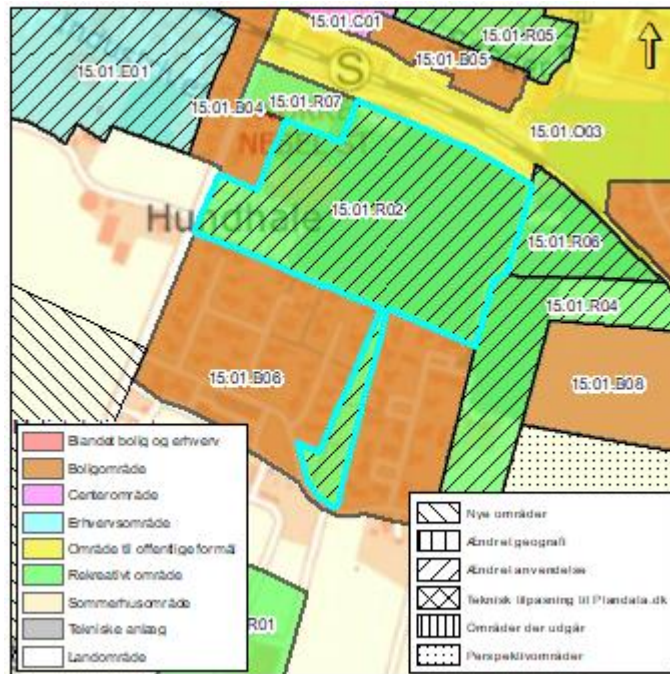 15.01.C01
15.01.R05
15.01.E01
15.01.B05
S
15.01.B04
15.01.R07
15.01.O03
15.01.R02
Hundhale
15.01.R06
15.01.R04
15.01.B06
15.01.B08
R01
Blandet bolig og erhverv
Boligområde
Centerområde
Erhvervsområde
Område til offentlige formål
Rekreativt område
Sommerhusområde
Tekniske anlæg
Landområde
Nye områder
Ændret geografi
Ændret anvendelse
Teknisk tilpasning til Plandata.dk
Områder der udgår
Perspektivområder